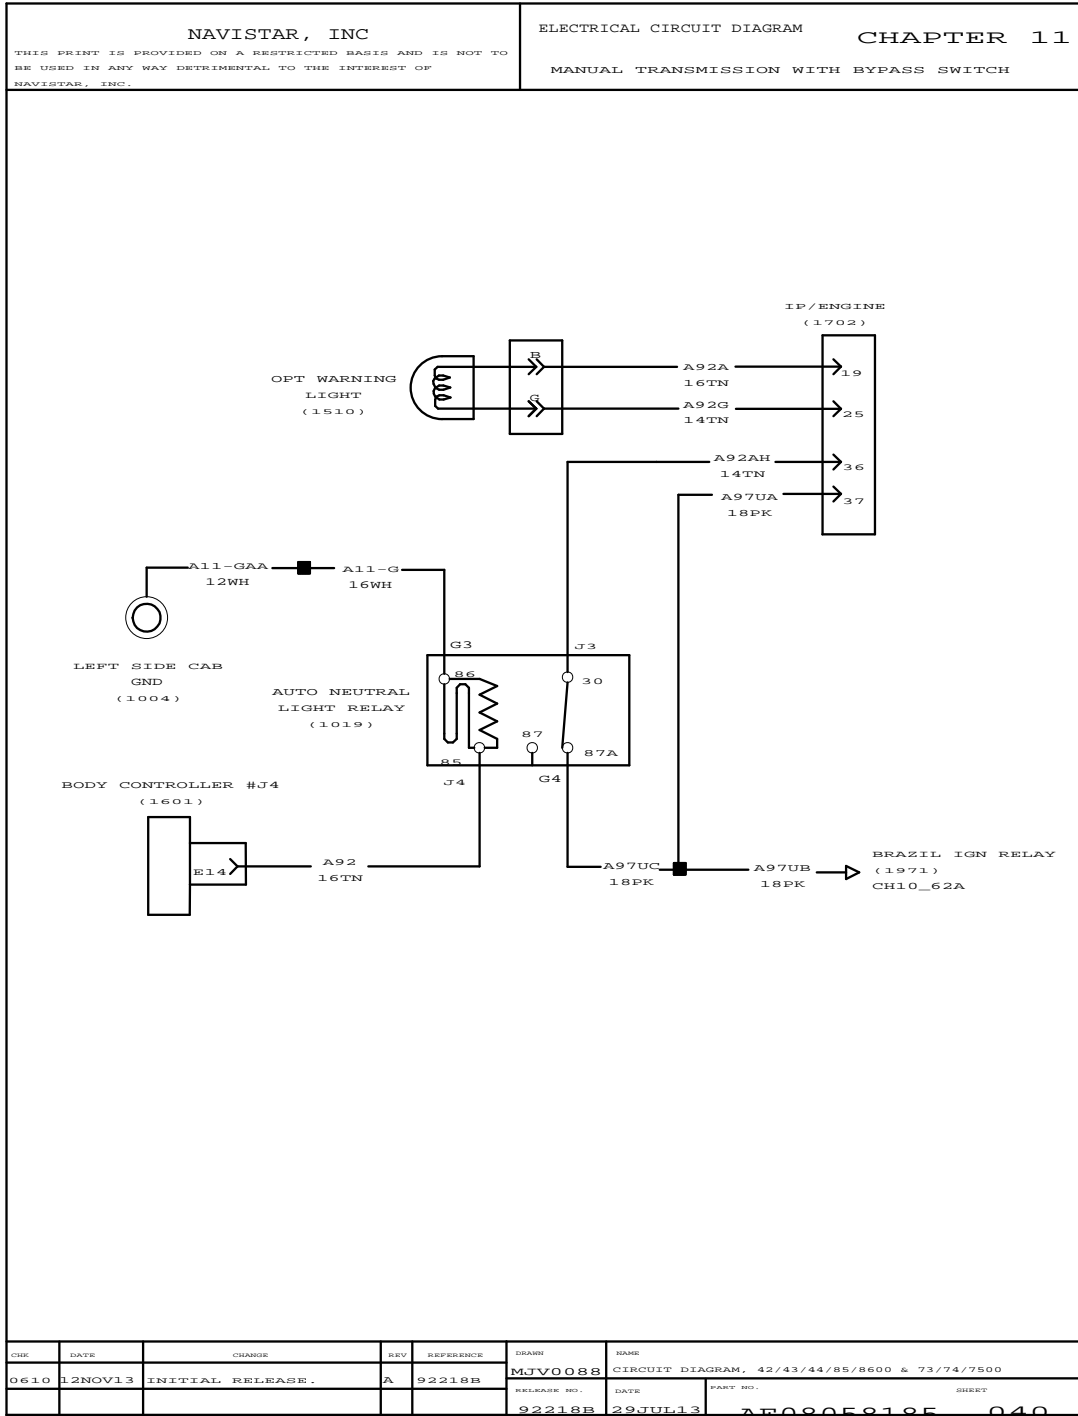 NAVISTAR, INC
THIS PRINT IS PROVIDED ON A RESTRICTED BASIS AND IS NOT TO
BE USED IN ANY WAY DETRIMENTAL TO THE INTEREST OF
NAVISTAR, INC.
ELECTRICAL CIRCUIT DIAGRAM
CHAPTER 11
MANUAL TRANSMISSION WITH BYPASS SWITCH
IP/ENGINE
(1702)
OPT WARNING
LIGHT
(1510)
B
G
A92A
16TN
A92G
14TN
19
25
A92AH
14TN
36
A97UA
18PK
37
A11-GAA
12WH
A11-G
16WH
LEFT SIDE CAB
GND
(1004)
G3
J3
AUTO NEUTRAL
LIGHT RELAY
(1019)
86
30
87
87A
85
J4
G4
BODY CONTROLLER #J4
(1601)
E14
A92
16TN
A97UC
18PK
A97UB
18PK
BRAZIL IGN RELAY
(1971)
CH10_62A
CHK
DATE
CHANGE
REV
REFERENCE
0610
12NOV13
INITIAL RELEASE.
A
92218B
DRAWN
MJV0088
NAME
CIRCUIT DIAGRAM, 42/43/44/85/8600 & 73/74/7500
RELEASE NO.
92218B
DATE
29JUL13
PART NO.
AE08058185
SHEET
040